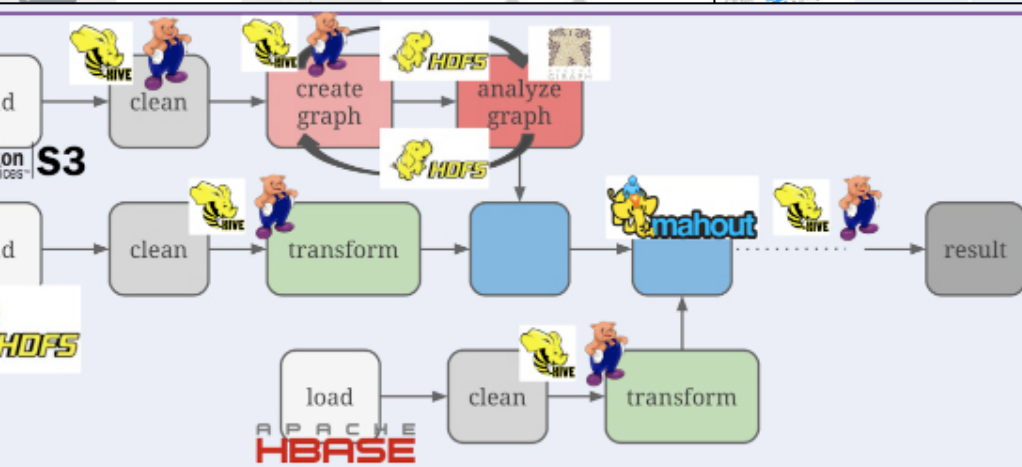 HIVE
HIVE
HDFS
d
clean
create
graph
analyze
graph
on
S3
HDFS
HIVE
mahout
HIVE
d
clean
transform
result
HDFS
HIVE
load
clean
transform
APACHE
HBASE